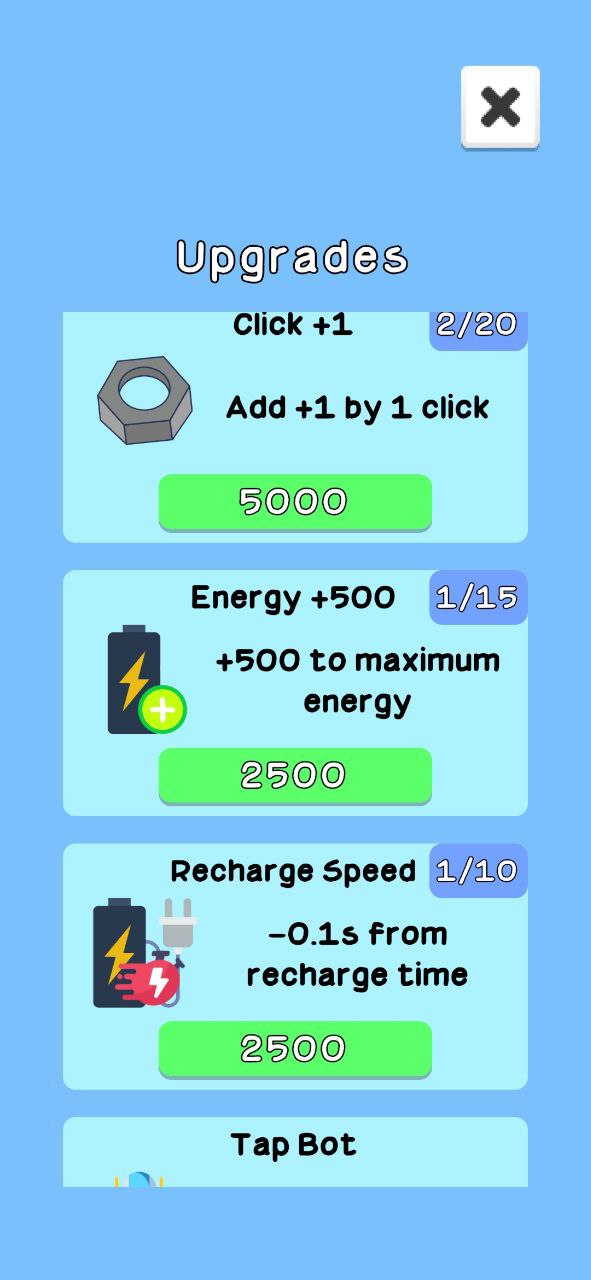 Upgrades
Click +1
2/20
Add +1 by 1 click
5000
Energy +500
1/15
+500 to maximum
energy
2500
Recharge Speed
1/10
-0.1s from
recharge time
2500
Tap Bot